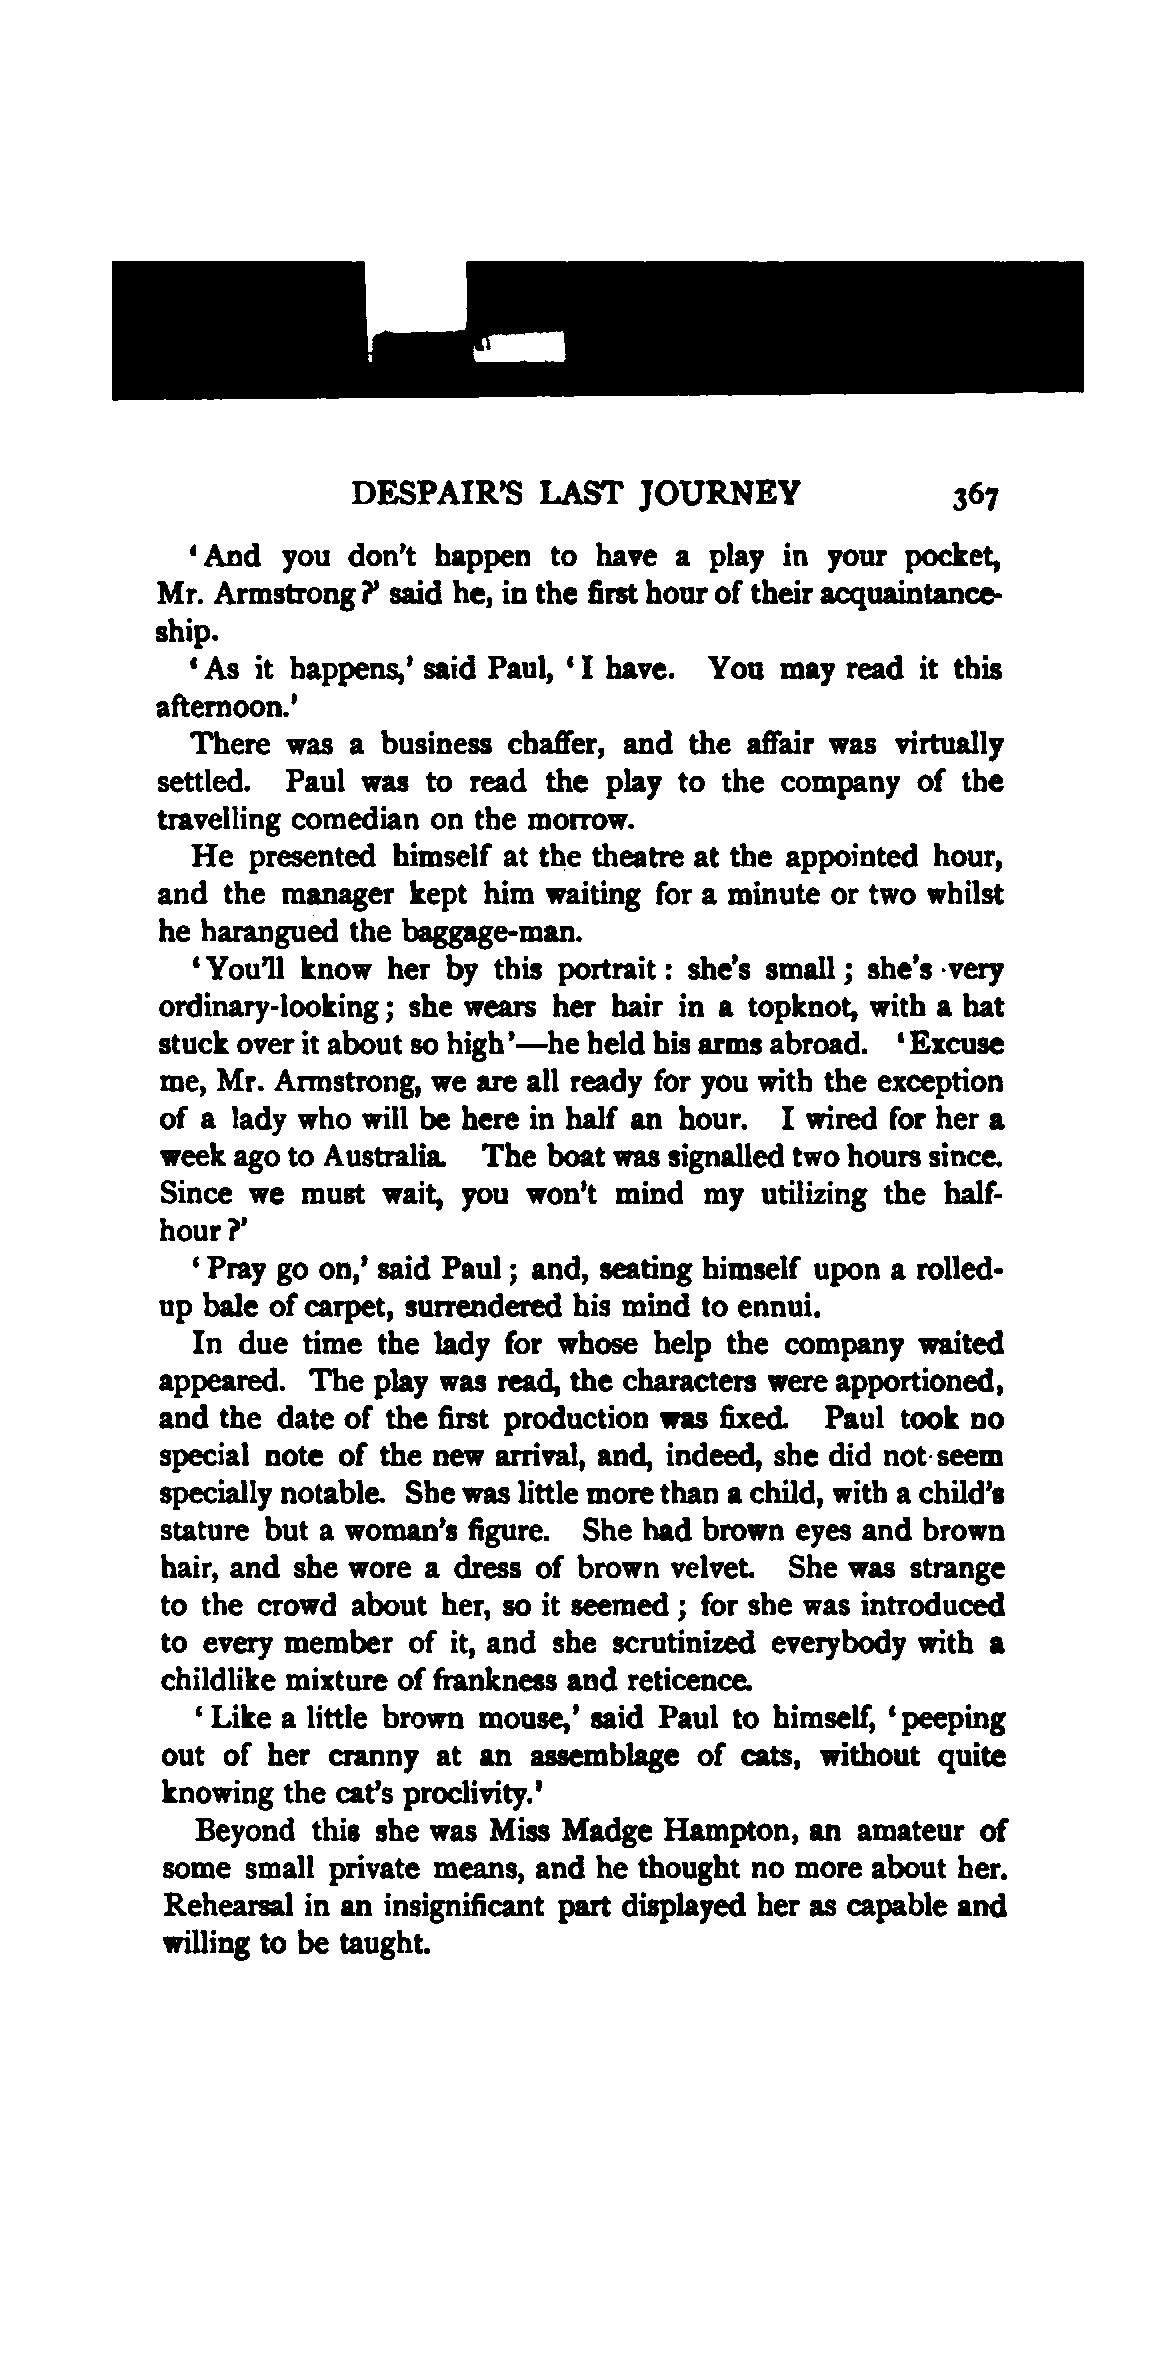 DESPAIR'S LAST JOURNEY 367
‘And you don't happen to have a play in your pocket,
Mr. Armstrong?’ said he, in the first hour of their acquaintance-
ship.
‘As it happens,’ said Paul, ‘I have. You may read it this
afternoon.’
There was a business chaffer, and the affair was virtually
settled. Paul was to read the play to the company of the
travelling comedian on the morrow.
He presented himself at the theatre at the appointed hour,
and the manager kept him waiting for a minute or two whilst
he harangued the baggage-man.
‘You'll know her by this portrait: she's small; she's very
ordinary-looking; she wears her hair in a topknot, with a hat
stuck over it about so high’—he held his arms abroad. ‘Excuse
me, Mr. Armstrong, we are all ready for you with the exception
of a lady who will be here in half an hour. I wired for her a
week ago to Australia. The boat was signalled two hours since.
Since we must wait, you won't mind my utilizing the half-
hour?’
‘Pray go on,’ said Paul; and, seating himself upon a rolled-
up bale of carpet, surrendered his mind to ennui.
In due time the lady for whose help the company waited
appeared. The play was read, the characters were apportioned,
and the date of the first production was fixed. Paul took no
special note of the new arrival, and, indeed, she did not seem
specially notable. She was little more than a child, with a child's
stature but a woman's figure. She had brown eyes and brown
hair, and she wore a dress of brown velvet. She was strange
to the crowd about her, so it seemed; for she was introduced
to every member of it, and she scrutinized everybody with a
childlike mixture of frankness and reticence.
‘Like a little brown mouse,’ said Paul to himself, ‘peeping
out of her cranny at an assemblage of cats, without quite
knowing the cat's proclivity.’
Beyond this she was Miss Madge Hampton, an amateur of
some small private means, and he thought no more about her.
Rehearsal in an insignificant part displayed her as capable and
willing to be taught.